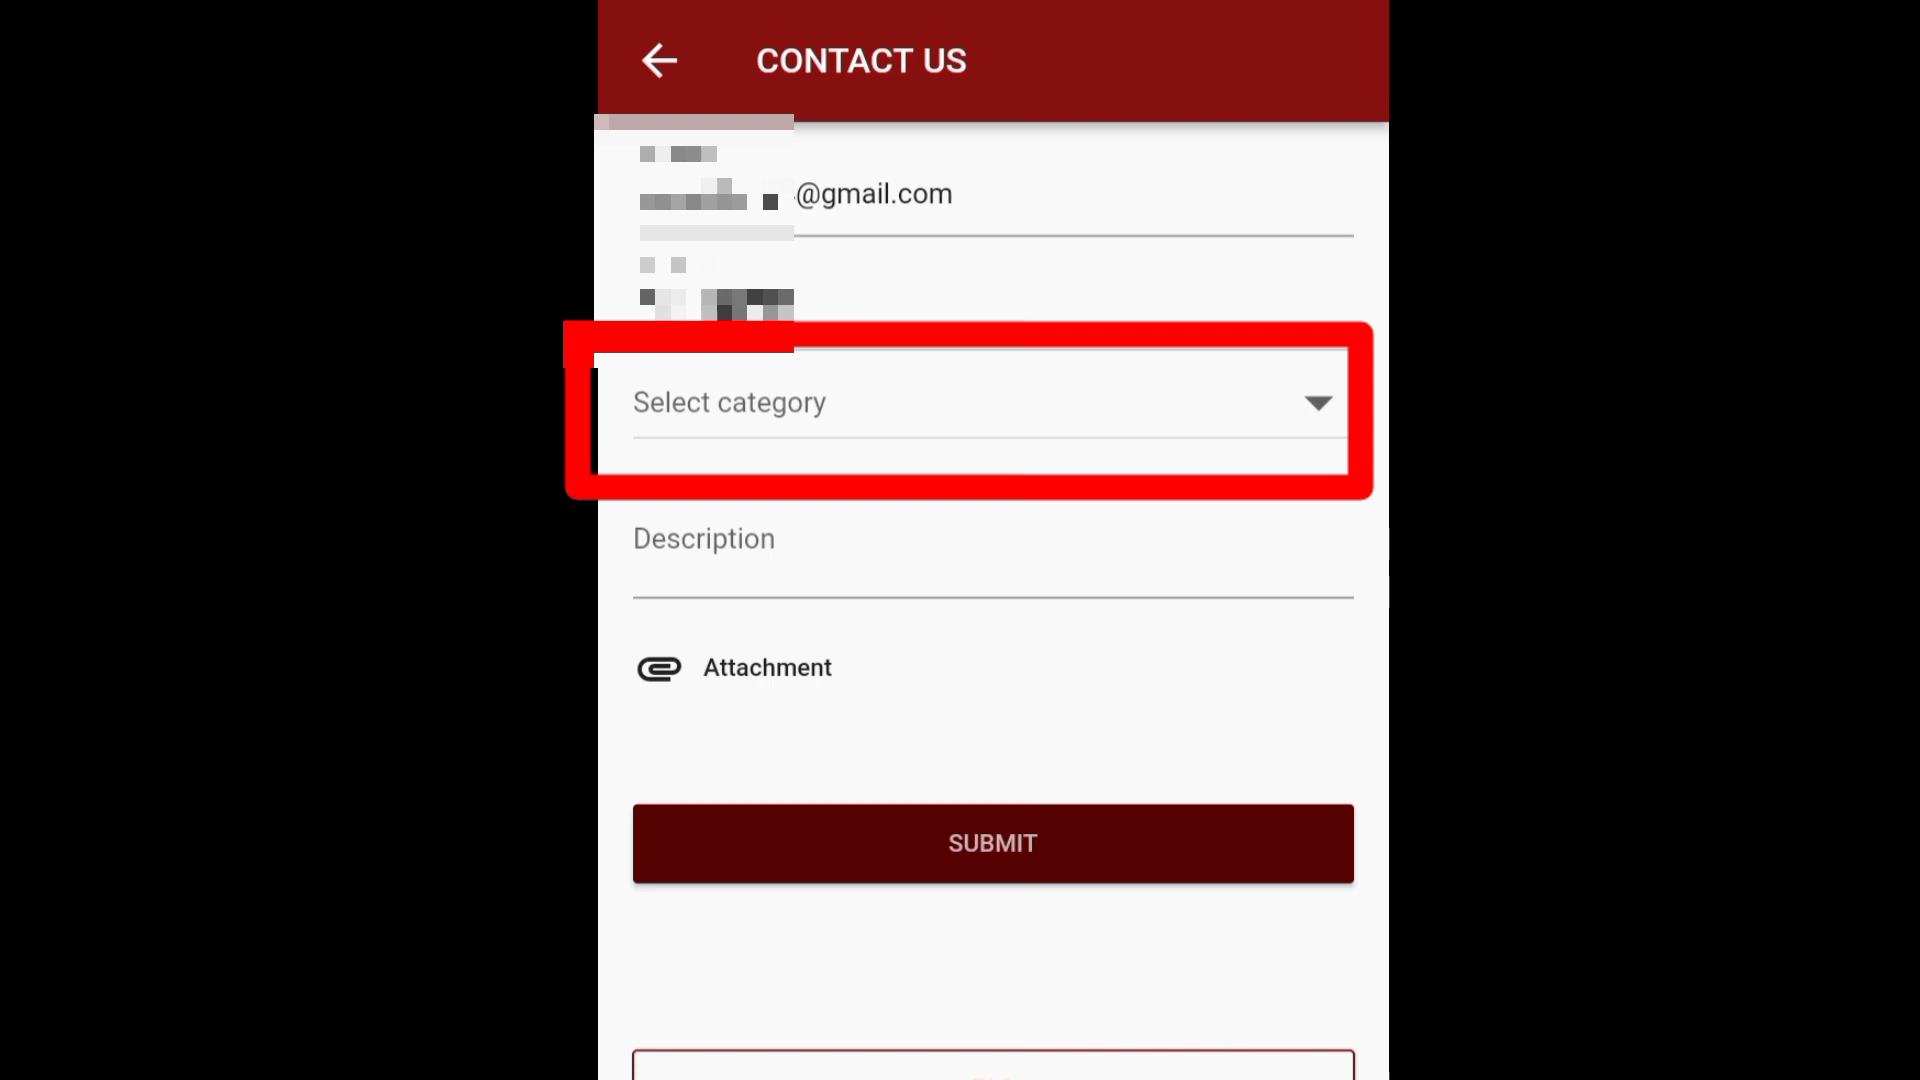 CONTACT US
@gmail.com
Select category
Description
Attachment
SUBMIT